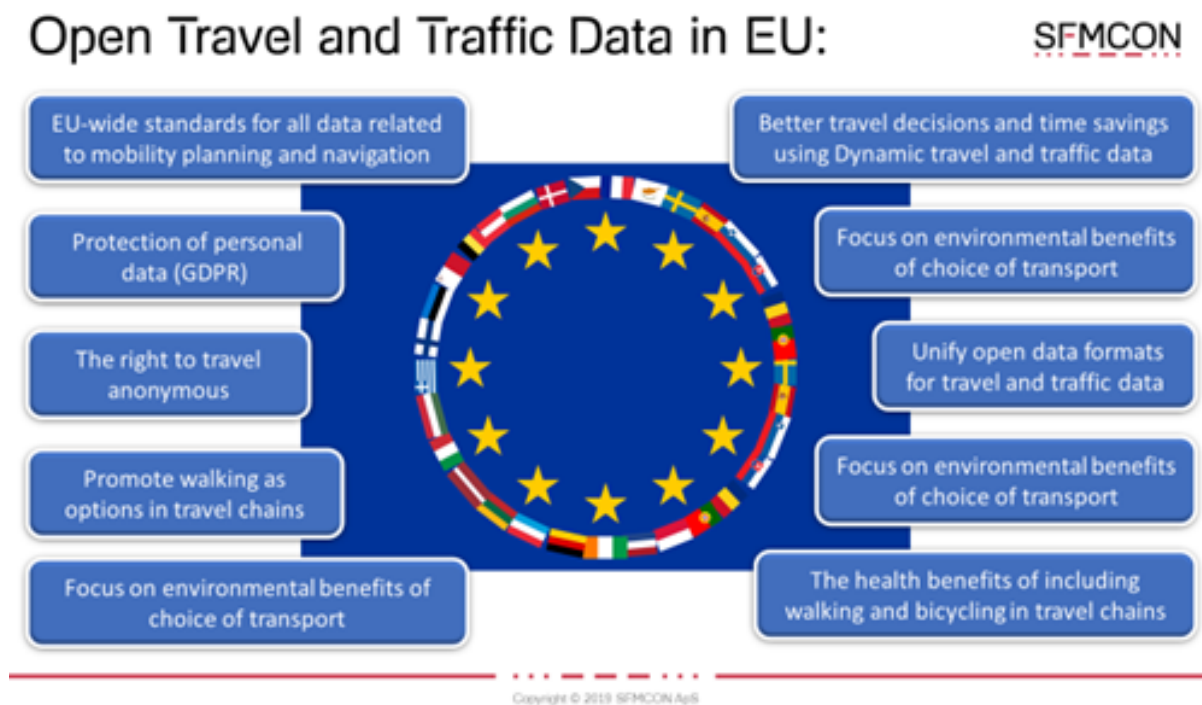 Open Travel and Traffic Data in EU:
SFMCON
EU-wide standards for all data related
to mobility planning and navigation
Protection of personal
data (GDPR)
The right to travel
anonymous
Promote walking as
options in travel chains
Focus on environmental benefits of
choice of transport
Better travel decisions and time savings
using Dynamic travel and traffic data
Focus on environmental benefits
of choice of transport
Unify open data formats
for travel and traffic data
Focus on environmental benefits
of choice of transport
The health benefits of including
walking and bicycling in travel chains
Copyright © 2019 SFMCON ApS